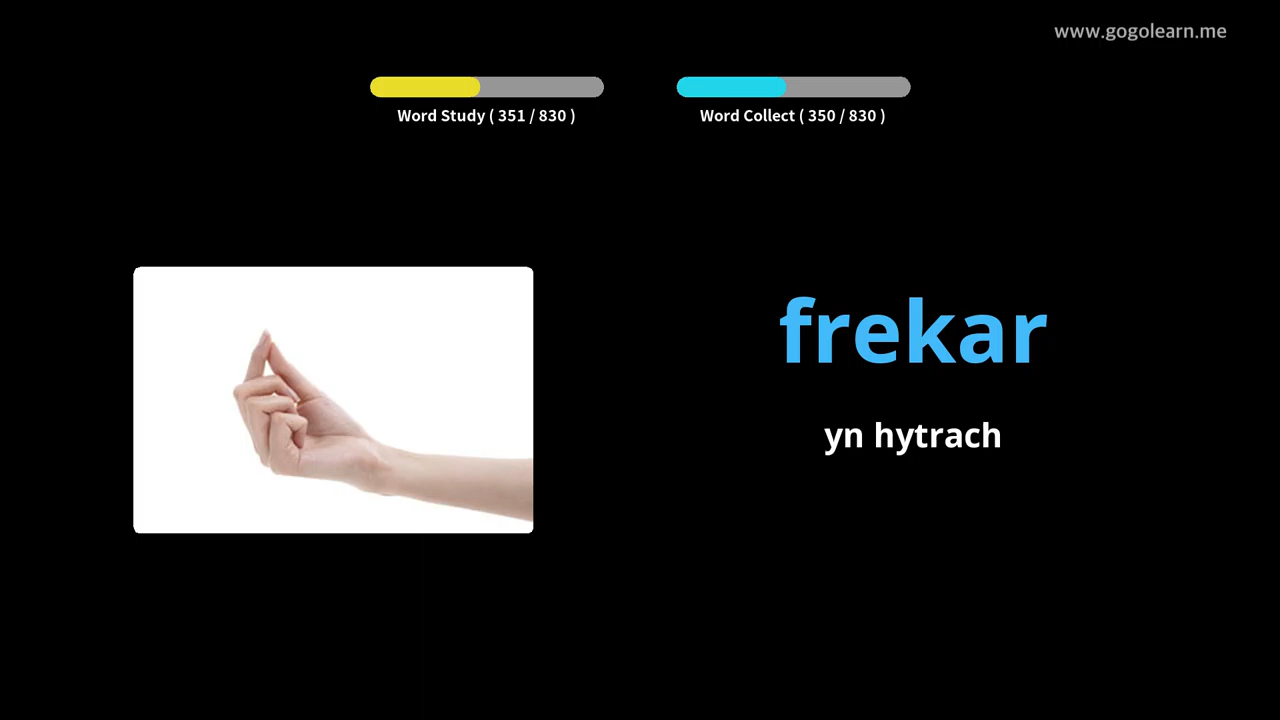 www.gogolearn.me
Word Study ( 351 / 830 )
Word Collect ( 350 / 830 )
frekar
yn hytrach